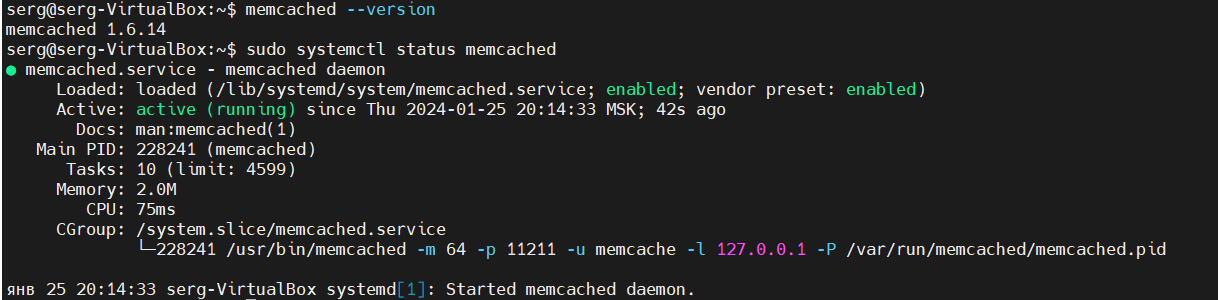 serg@serg-VirtualBox:~$ memcached --version
memcached 1.6.14
serg@serg-VirtualBox:~$ sudo systemctl status memcached
● memcached.service - memcached daemon
     Loaded: loaded (/lib/systemd/system/memcached.service; enabled; vendor preset: enabled)
     Active: active (running) since Thu 2024-01-25 20:14:33 MSK; 42s ago
       Docs: man:memcached(1)
   Main PID: 228241 (memcached)
      Tasks: 10 (limit: 4599)
     Memory: 2.0M
        CPU: 75ms
     CGroup: /system.slice/memcached.service
             └─228241 /usr/bin/memcached -m 64 -p 11211 -u memcache -l 127.0.0.1 -P /var/run/memcached/memcached.pid

янв 25 20:14:33 serg-VirtualBox systemd[1]: Started memcached daemon.